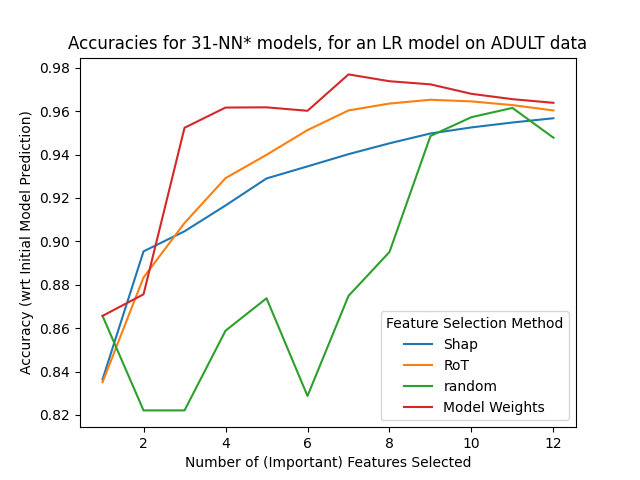 Accuracies for 31-NN* models, for an LR model on ADULT data
Accuracy (wrt Initial Model Prediction)
0.98
0.96
0.94
0.92
0.90
0.88
0.86
0.84
0.82
Feature Selection Method
Shap
RoT
random
Model Weights
2
4
6
8
10
12
Number of (Important) Features Selected